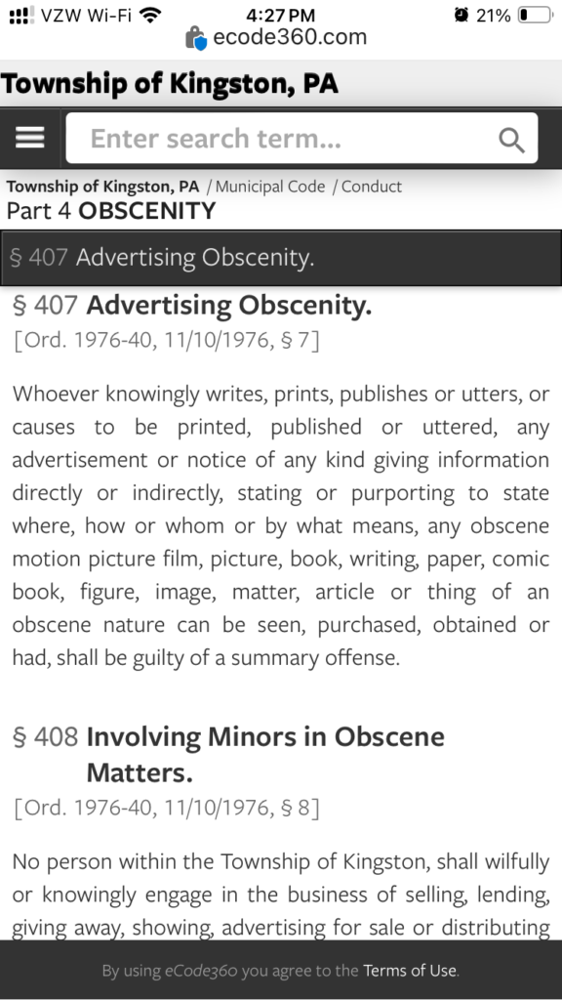 VZW Wi-Fi 4:27 PM 21%
ecode360.com
Township of Kingston, PA
Enter search term...
Township of Kingston, PA / Municipal Code / Conduct
Part 4 OBSCENITY
§ 407 Advertising Obscenity.
§ 407 Advertising Obscenity.
[Ord. 1976-40, 11/10/1976, § 7]
Whoever knowingly writes, prints, publishes or utters, or
causes to be printed, published or uttered, any
advertisement or notice of any kind giving information
directly or indirectly, stating or purporting to state
where, how or whom or by what means, any obscene
motion picture film, picture, book, writing, paper, comic
book, figure, image, matter, article or thing of an
obscene nature can be seen, purchased, obtained or
had, shall be guilty of a summary offense.
§ 408 Involving Minors in Obscene
Matters.
[Ord. 1976-40, 11/10/1976, § 8]
No person within the Township of Kingston, shall wilfully
or knowingly engage in the business of selling, lending,
giving away, showing, advertising for sale or distributing
By using eCode360 you agree to the Terms of Use.